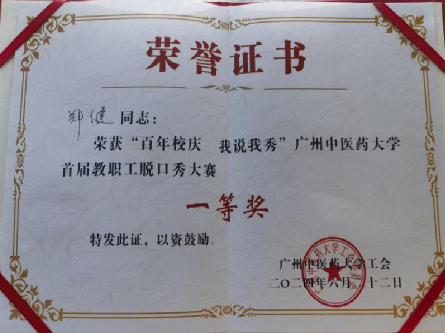 荣誉证书
郑健同志：
荣获“百年校庆 我说我秀”广州中医药大学
首届教职工脱口秀大赛
一等奖
特发此证，以资鼓励。
广州中医药大学工会
二〇二四年六月二十二日